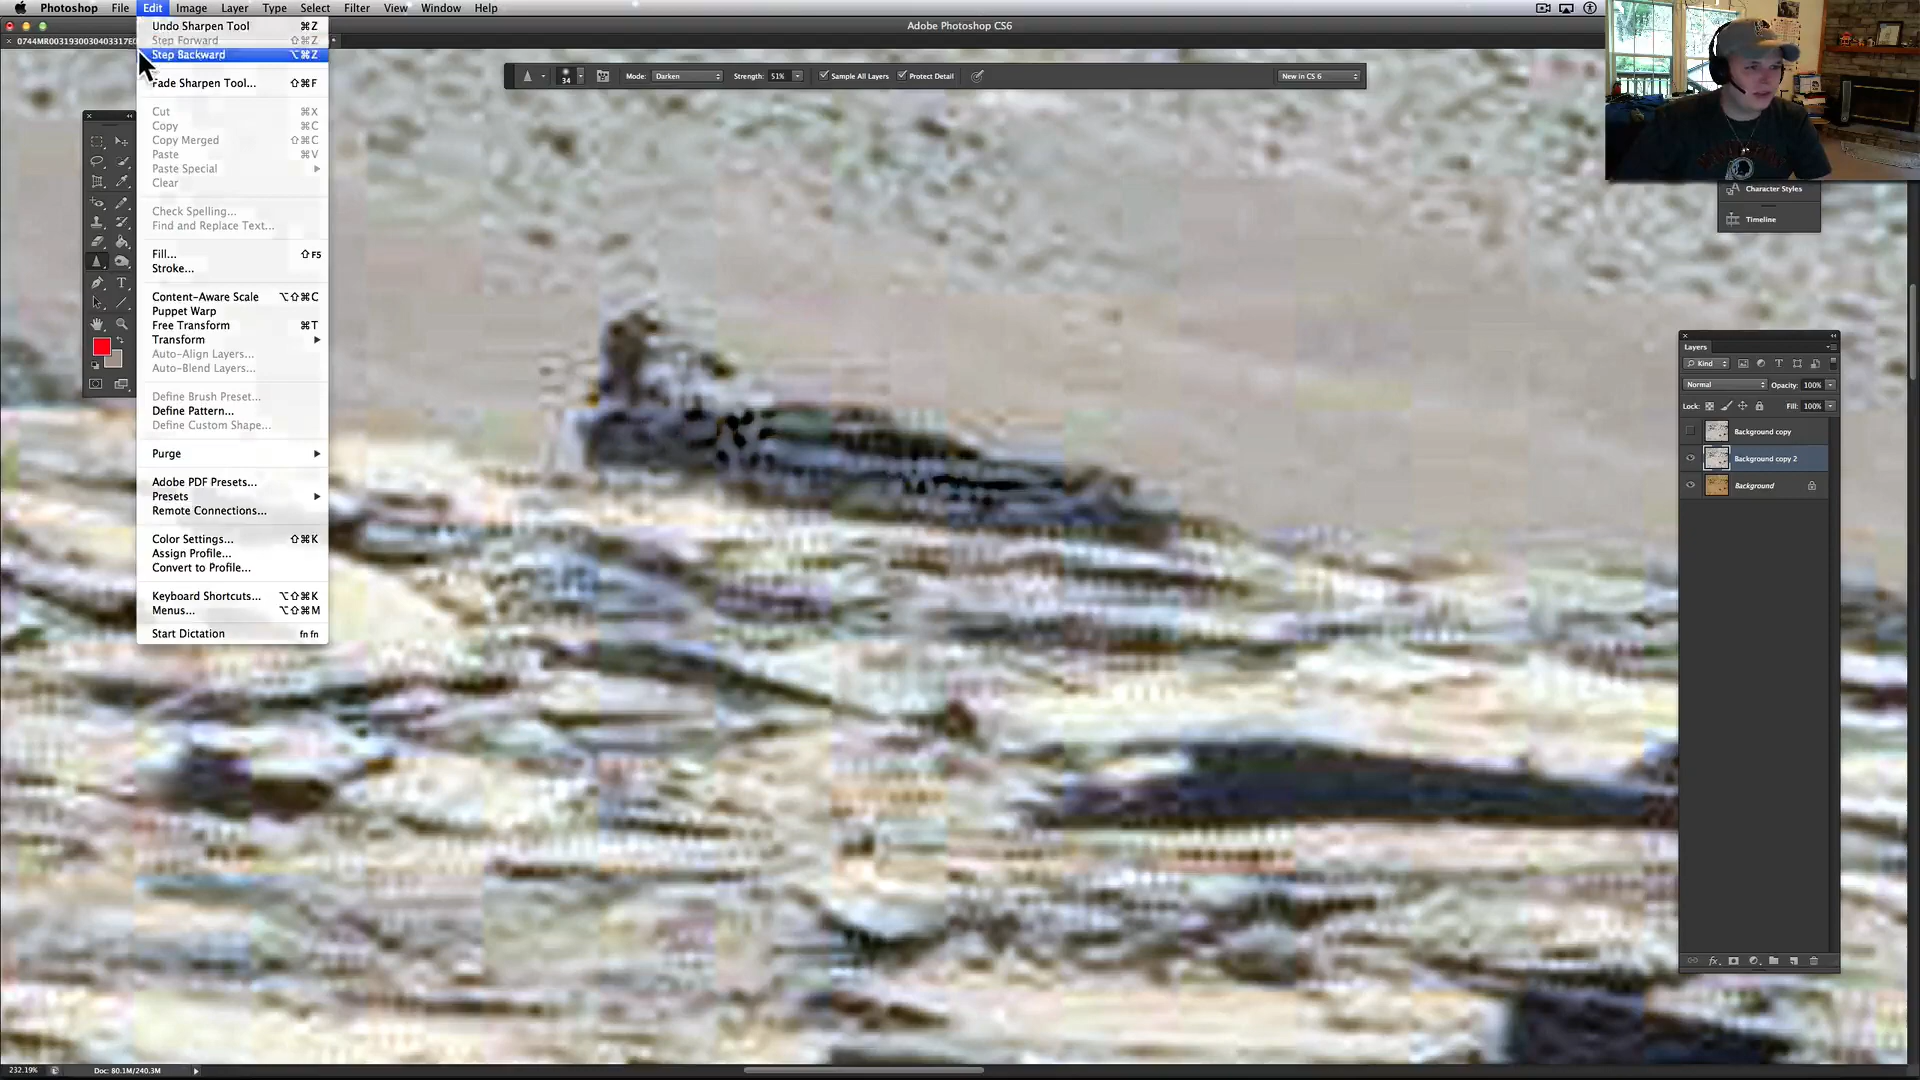 Photoshop File Edit Image Layer Type Select Filter View Window Help
Adobe Photoshop CS6
Undo Sharpen Tool ⌘Z
Step Forward ⇧⌘Z
Step Backward ⌥⌘Z
Fade Sharpen Tool... ⇧⌘F
Cut ⌘X
Copy ⌘C
Copy Merged ⇧⌘C
Paste ⌘V
Paste Special
Clear
Check Spelling...
Find and Replace Text...
Fill... ⇧F5
Stroke...
Content-Aware Scale ⌥⇧⌘C
Puppet Warp
Free Transform ⌘T
Transform
Auto-Align Layers...
Auto-Blend Layers...
Define Brush Preset...
Define Pattern...
Define Custom Shape...
Purge
Adobe PDF Presets...
Presets
Remote Connections...
Color Settings... ⇧⌘K
Assign Profile...
Convert to Profile...
Keyboard Shortcuts... ⌥⇧⌘K
Menus... ⌥⇧⌘M
Start Dictation fn fn
34 Mode: Darken Strength: 51% Sample All Layers Protect Detail New in CS 6
Character Styles
Timeline
Layers
Kind
Normal Opacity: 100%
Lock: Fill: 100%
Background copy
Background copy 2
Background
232.19% Doc: 80.1M/240.3M